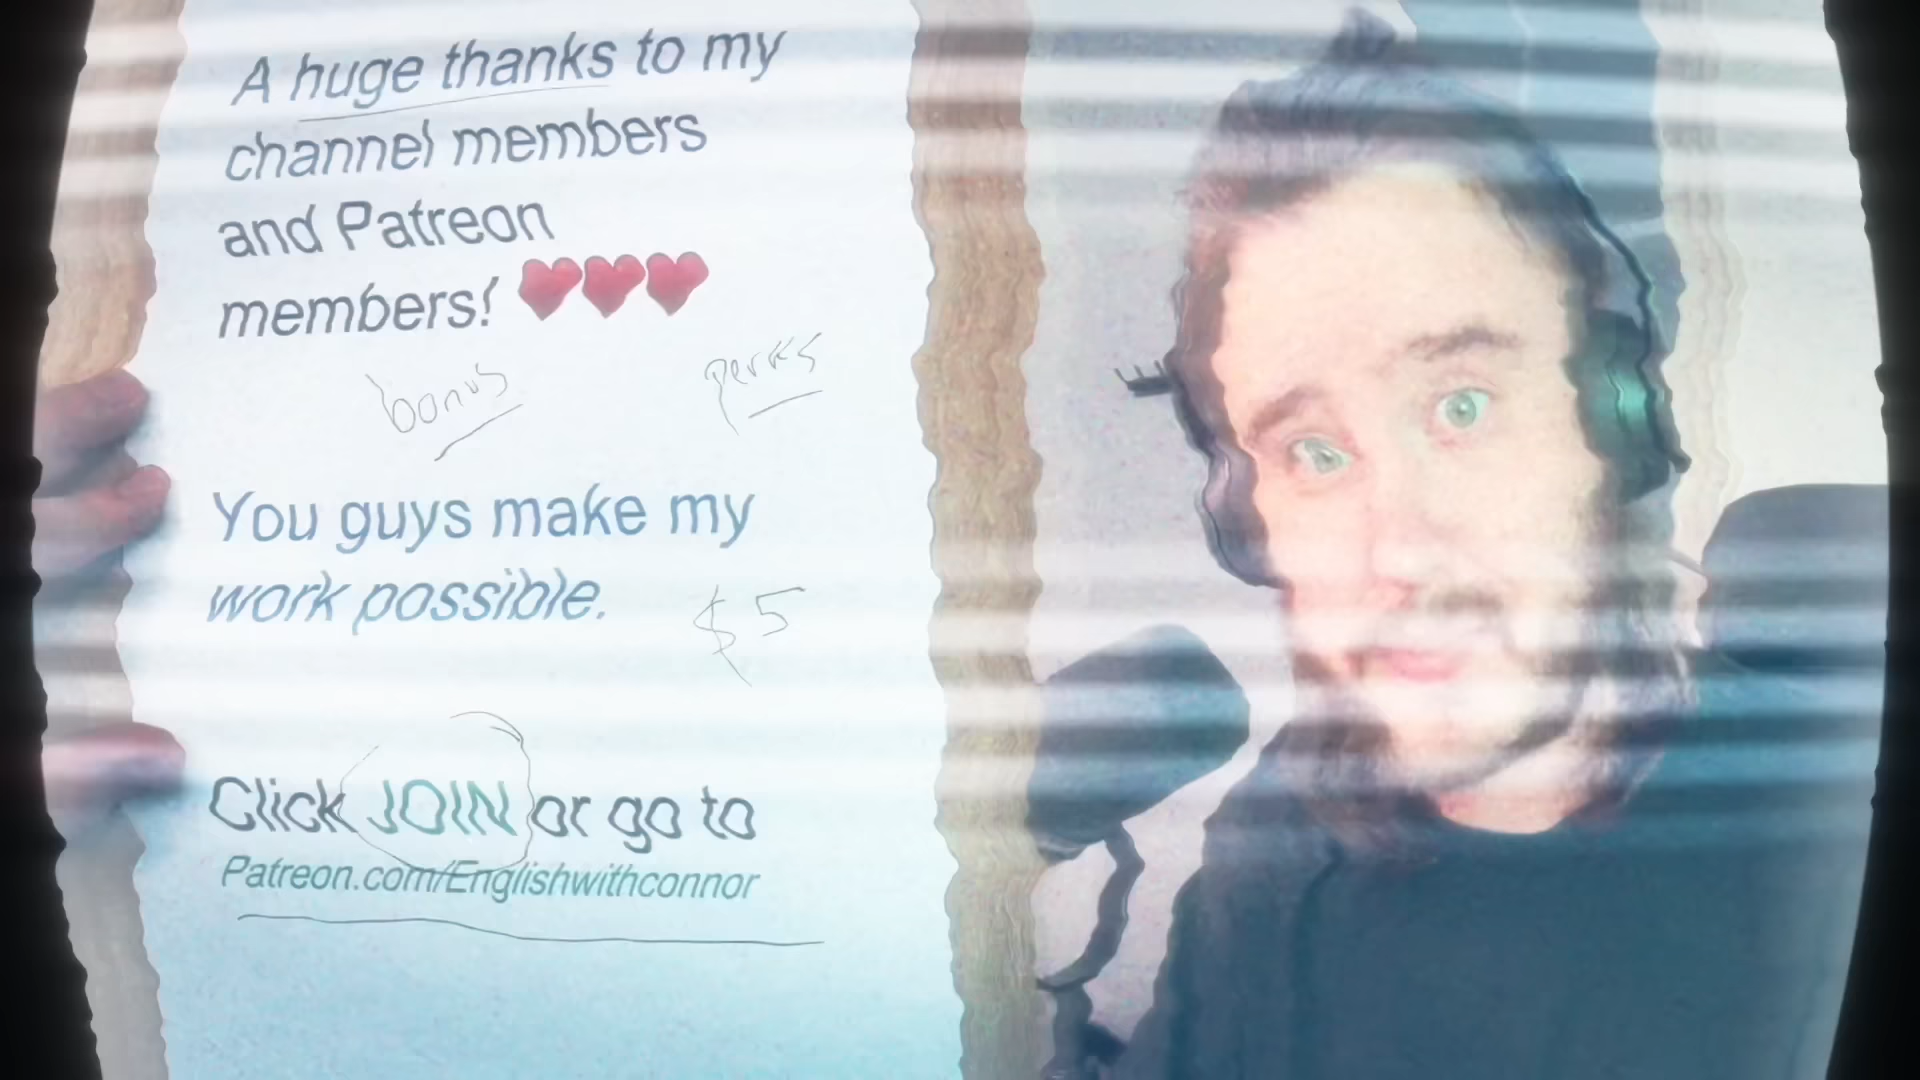 A huge thanks to my
channel members
and Patreon
members! ❤️❤️❤️
bonus perks
You guys make my
work possible.
$5
Click JOIN or go to
Patreon.com/Englishwithconnor